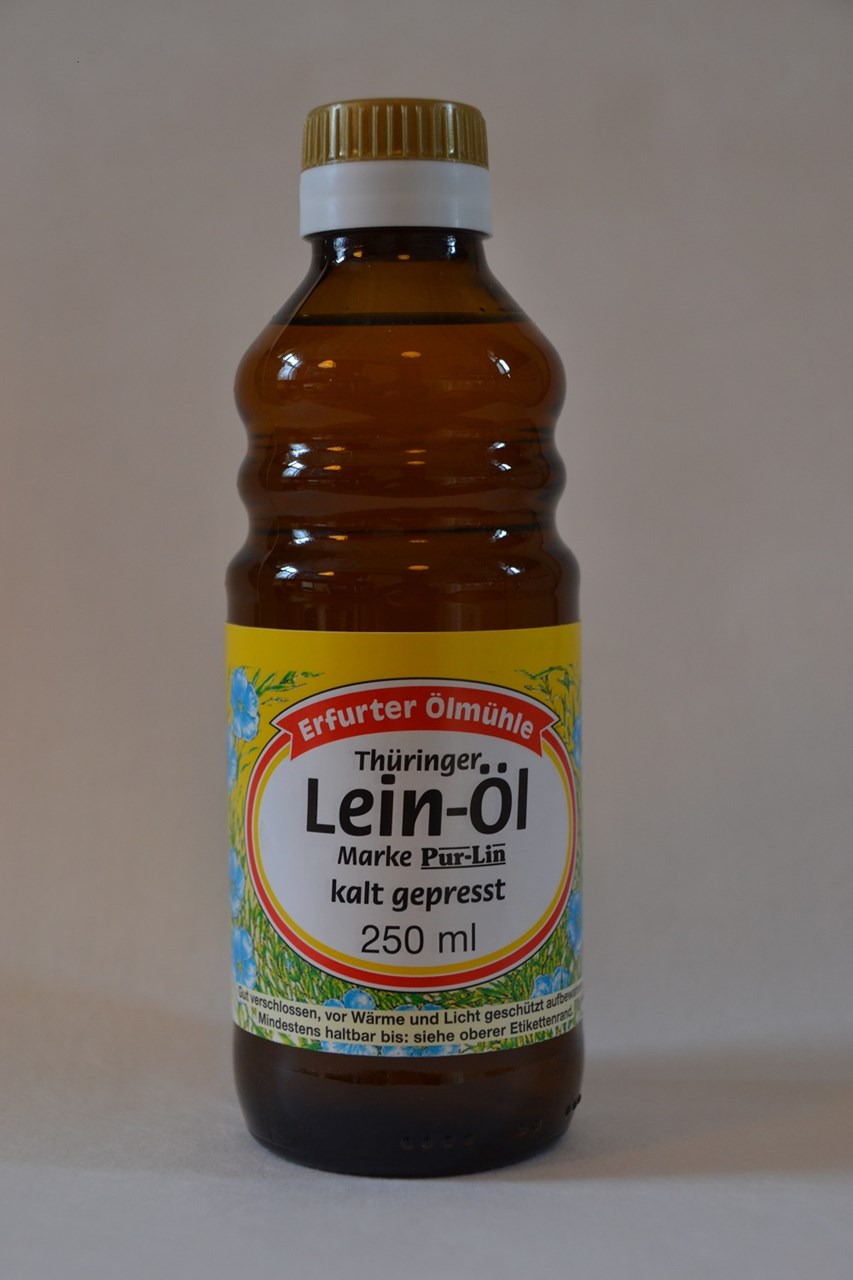 Erfurter Ölmühle
Thüringer
Lein-Öl
Marke Pur-Lin
kalt gepresst
250 ml
Gut verschlossen, vor Wärme und Licht geschützt
Mindestens haltbar bis: siehe oberer Etikettenrand.